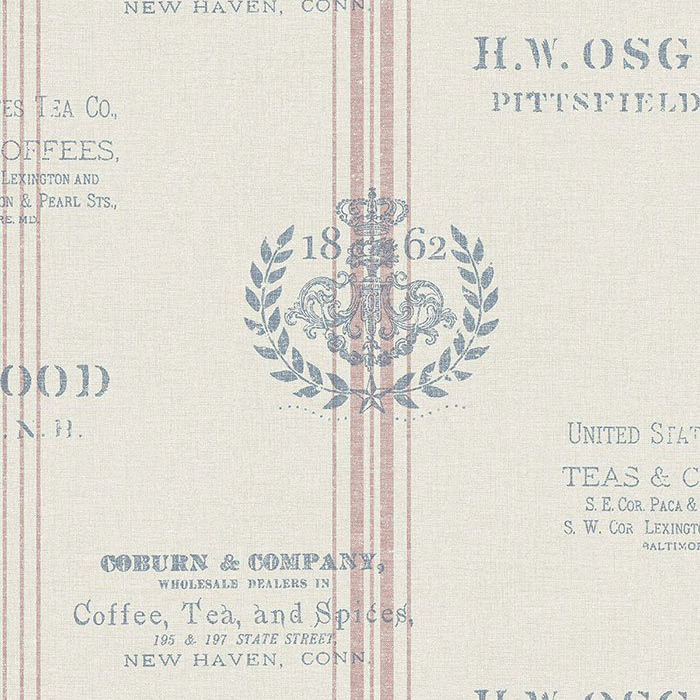 NEW HAVEN, CONN.
H.W. OSG
PITTSFIELD
ES TEA CO.,
OFFEES,
LEXINGTON AND
ON & PEARL STS.,
RE. MD.
1862
OOD
. N. H.
UNITED STAT
TEAS & C
S. E. COR. PACA &
S. W. COR LEXINGTO
BALTIMOR
COBURN & COMPANY,
WHOLESALE DEALERS IN
Coffee, Tea, and Spices,
195 & 197 STATE STREET,
NEW HAVEN, CONN.
H.W. OSG